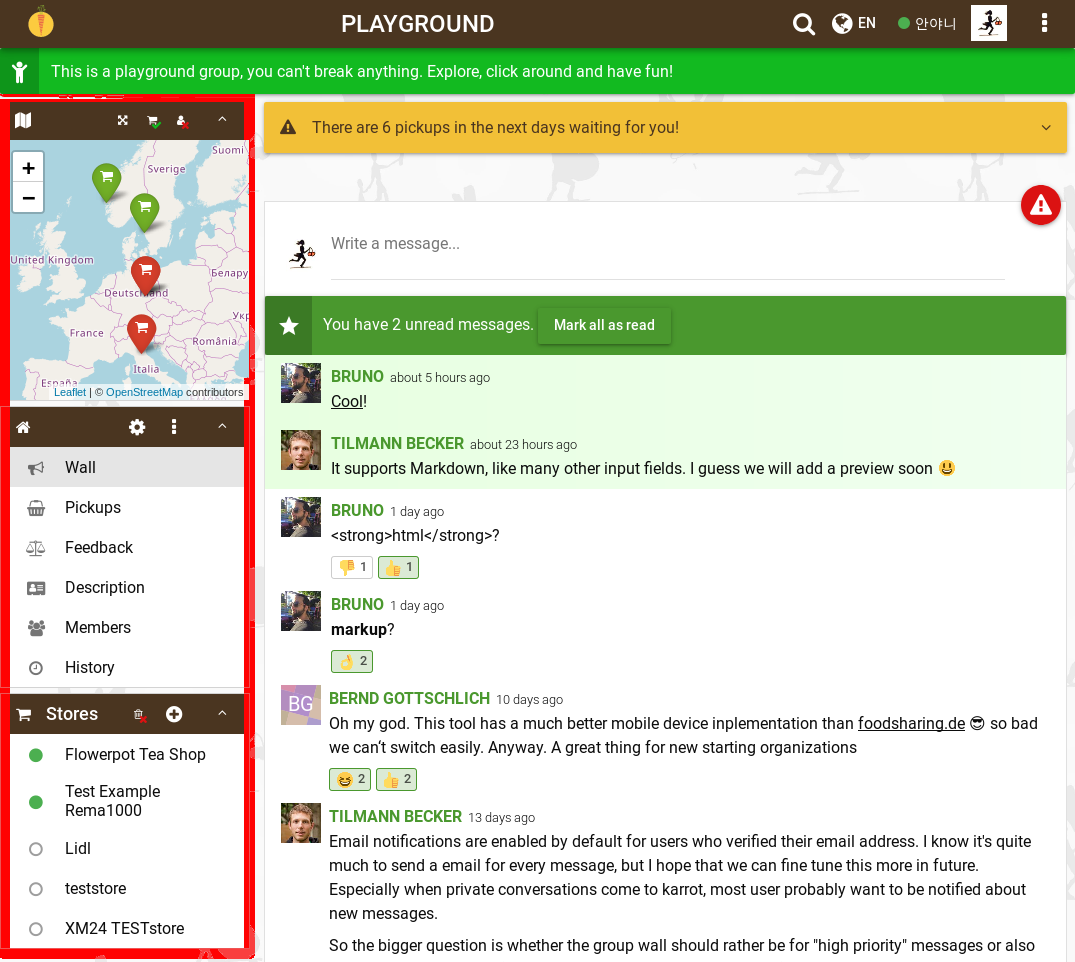 PLAYGROUND
EN
안야니
This is a playground group, you can't break anything. Explore, click around and have fun!
There are 6 pickups in the next days waiting for you!
+
−
Suomi
Sverige
United Kingdom
Беларусь
Deutschland
France
România
Italia
España
Leaflet | © OpenStreetMap contributors
Wall
Pickups
Feedback
Description
Members
History
Stores
Flowerpot Tea Shop
Test Example
Rema1000
Lidl
teststore
XM24 TESTstore
Write a message...
You have 2 unread messages. Mark all as read
BRUNO about 5 hours ago
Cool!
TILMANN BECKER about 23 hours ago
It supports Markdown, like many other input fields. I guess we will add a preview soon 😃
BRUNO 1 day ago
<strong>html</strong>?
👎 1 👍 1
BRUNO 1 day ago
markup?
👌 2
BG
BERND GOTTSCHLICH 10 days ago
Oh my god. This tool has a much better mobile device inplementation than foodsharing.de 😎 so bad
we can't switch easily. Anyway. A great thing for new starting organizations
😆 2 👍 2
TILMANN BECKER 13 days ago
Email notifications are enabled by default for users who verified their email address. I know it's quite
much to send a email for every message, but I hope that we can fine tune this more in future.
Especially when private conversations come to karrot, most user probably want to be notified about
new messages.
So the bigger question is whether the group wall should rather be for "high priority" messages or also